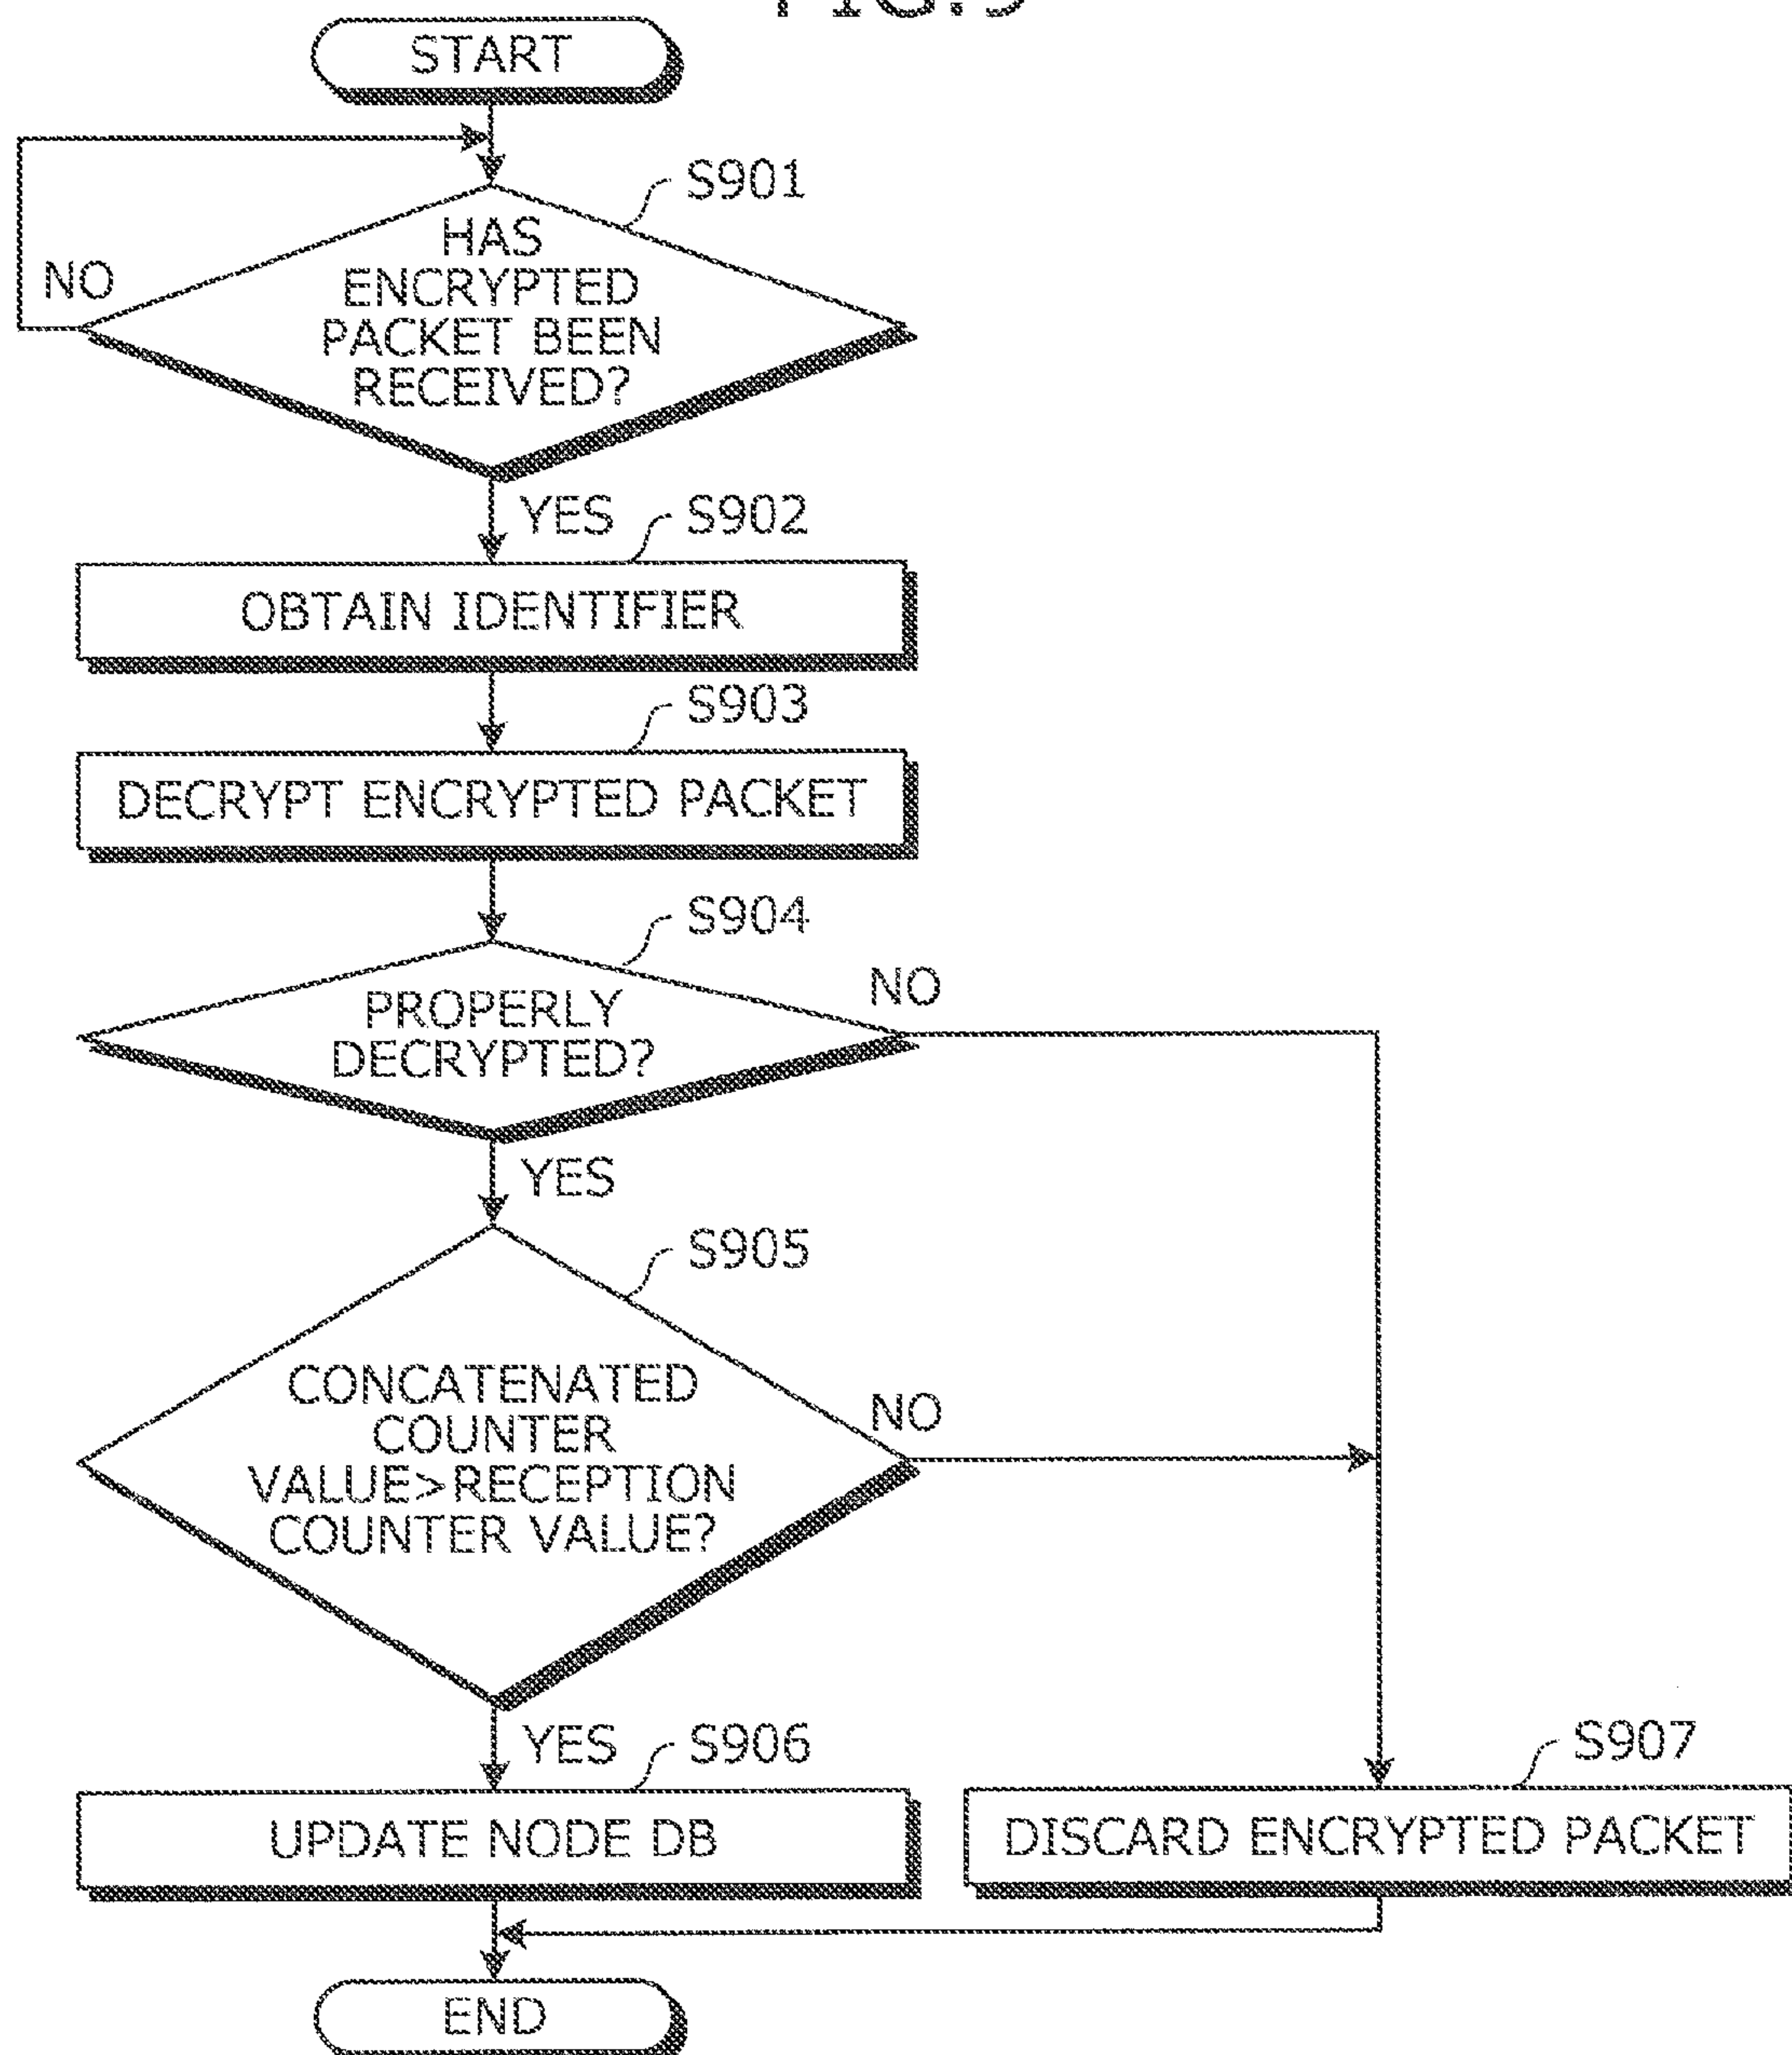 START
S901
HAS
ENCRYPTED
PACKET BEEN
RECEIVED?
NO
YES
S902
OBTAIN IDENTIFIER
S903
DECRYPT ENCRYPTED PACKET
S904
PROPERLY
DECRYPTED?
NO
YES
S905
CONCATENATED
COUNTER
VALUE>RECEPTION
COUNTER VALUE?
NO
YES
S906
UPDATE NODE DB
S907
DISCARD ENCRYPTED PACKET
END